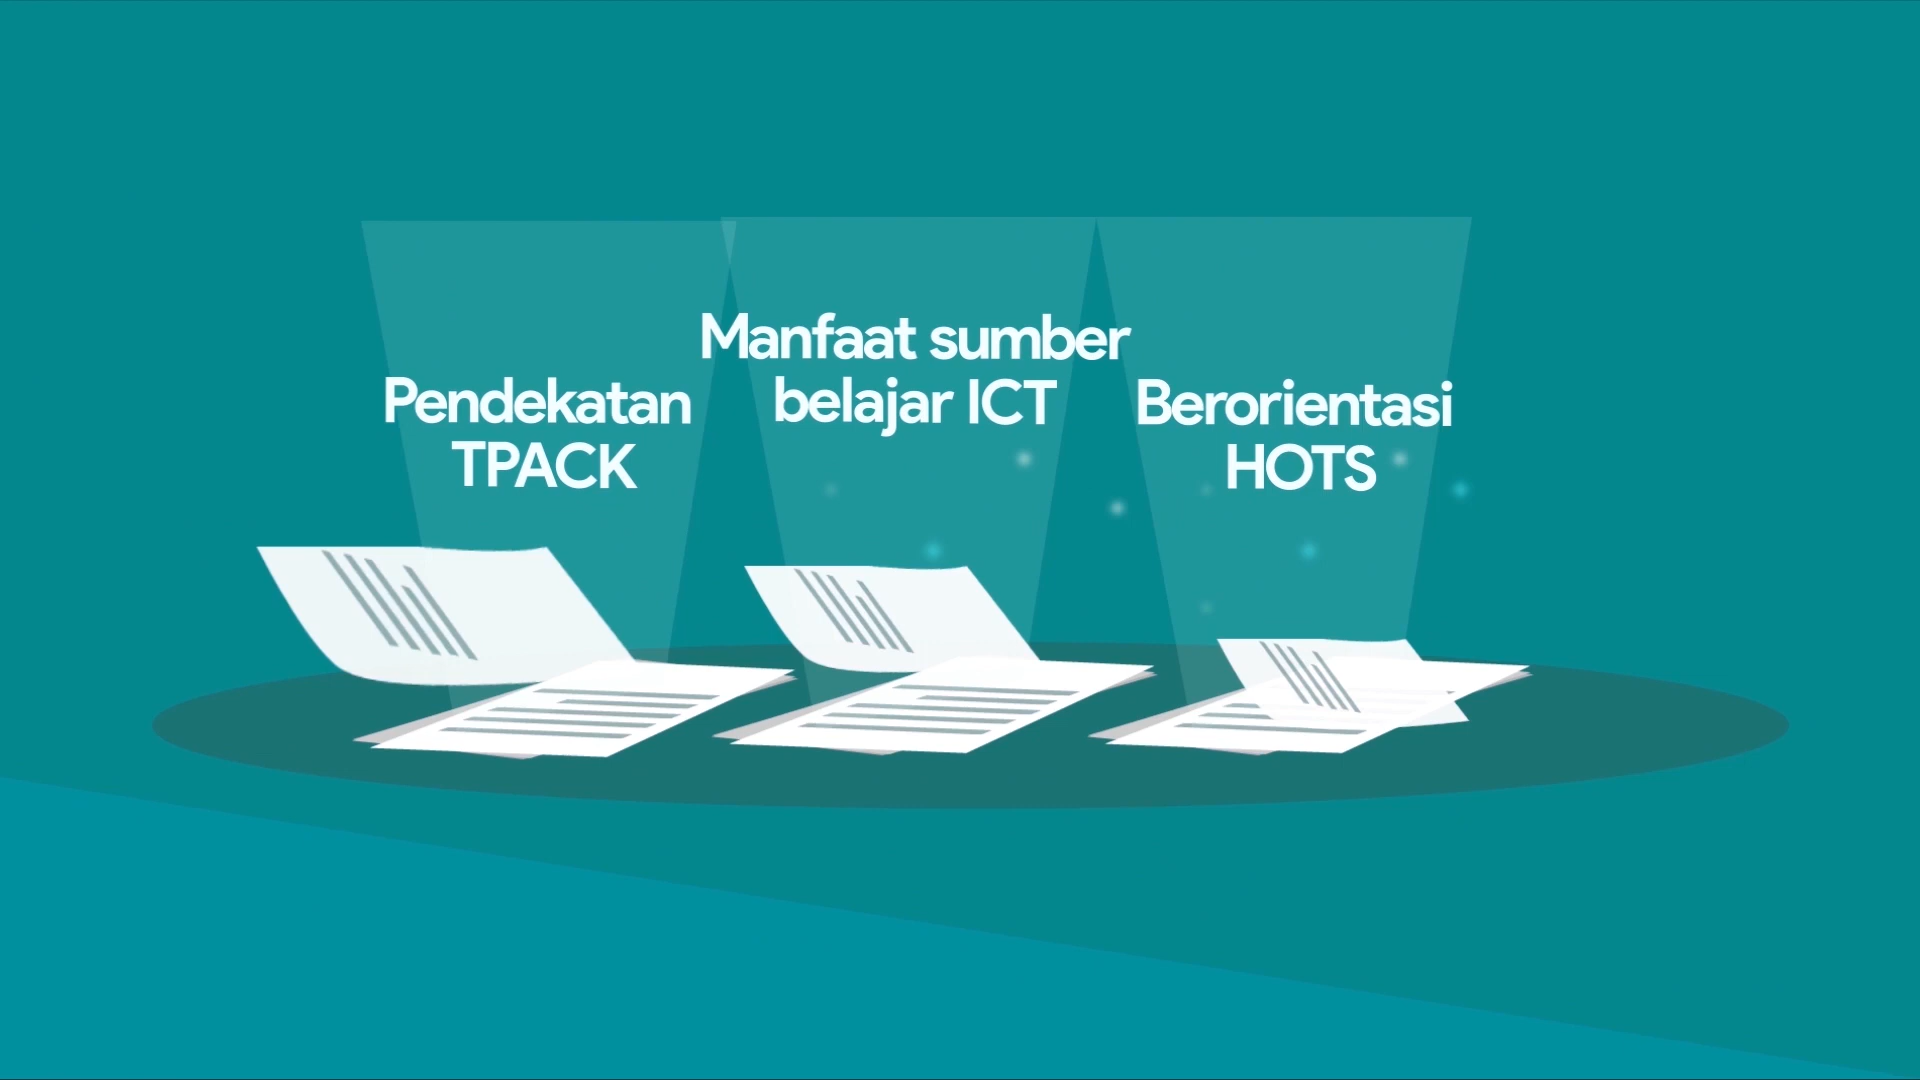 Pendekatan
TPACK
Manfaat sumber
belajar ICT
Berorientasi
HOTS